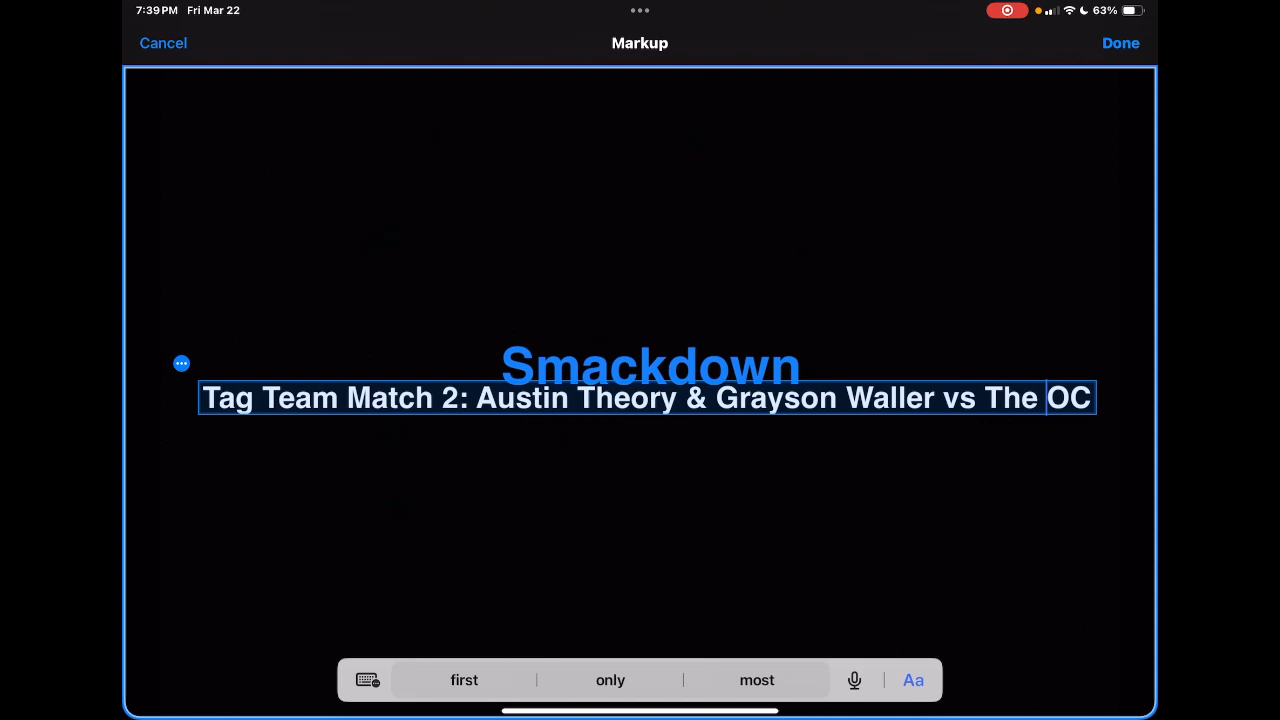 7:39 PM Fri Mar 22
63%
Cancel
Markup
Done
Smackdown
Tag Team Match 2: Austin Theory & Grayson Waller vs The OC
first
only
most
Aa